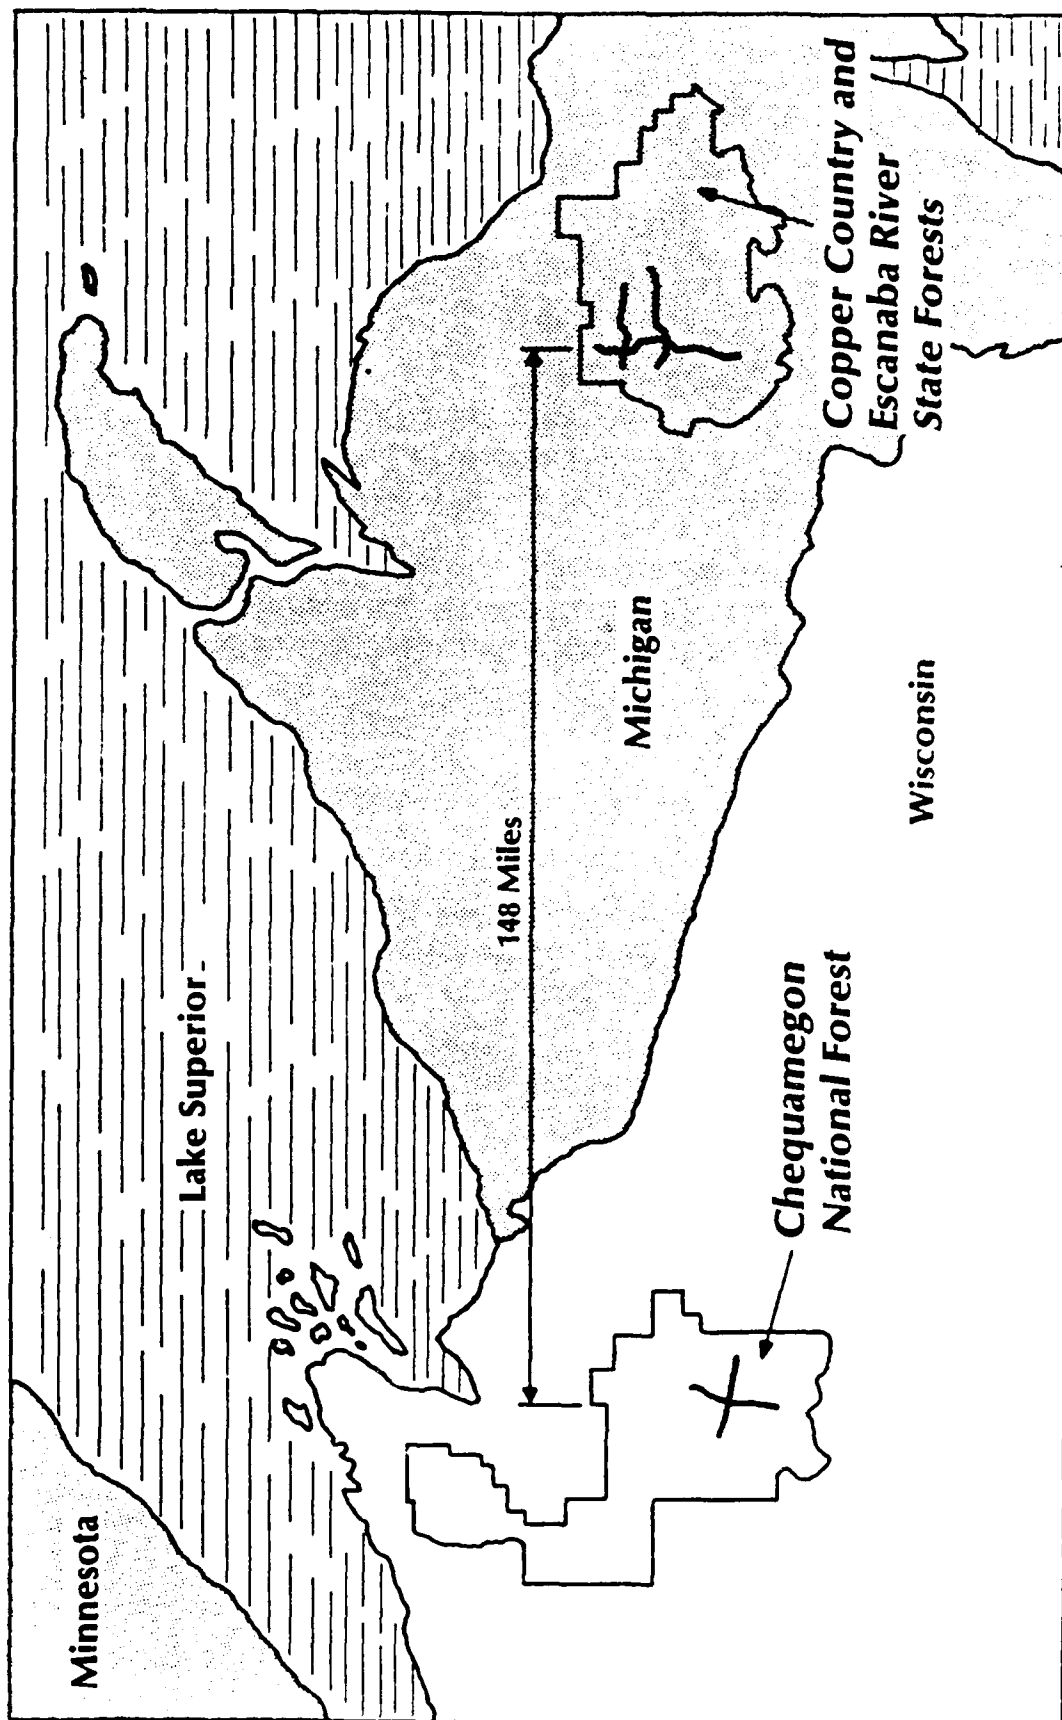 Minnesota
Lake Superior
148 Miles
Michigan
Wisconsin
Chequamegon
National Forest
Copper Country and
Escanaba River
State Forests